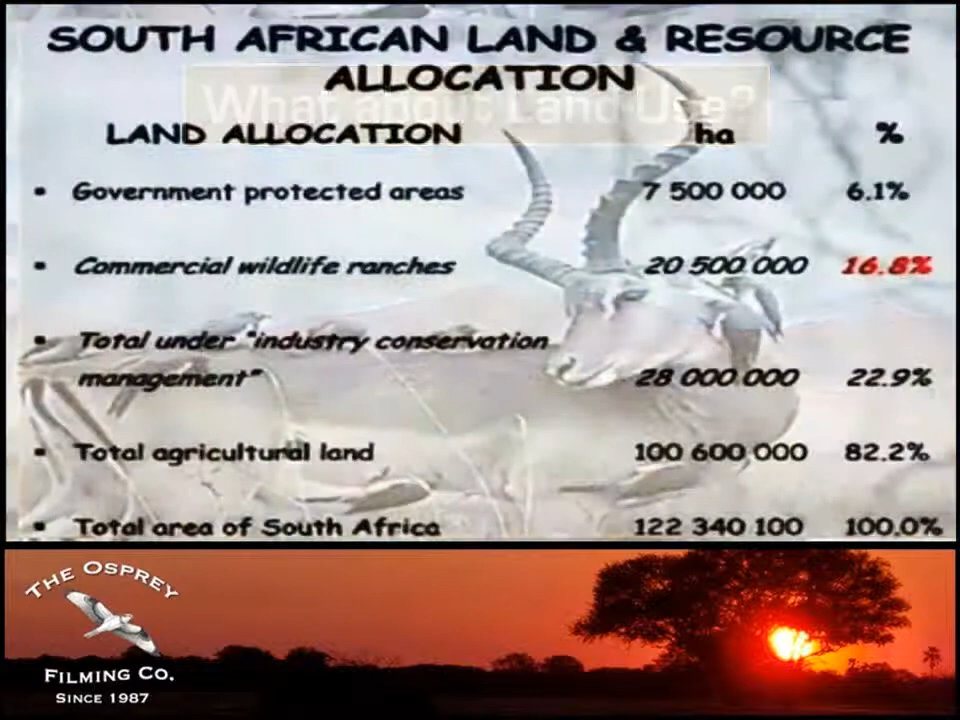 SOUTH AFRICAN LAND & RESOURCE
ALLOCATION
What about Land Use?
LAND ALLOCATION ha %
• Government protected areas 7 500 000 6.1%
• Commercial wildlife ranches 20 500 000 16.8%
• Total under "industry conservation
management" 28 000 000 22.9%
• Total agricultural land 100 600 000 82.2%
• Total area of South Africa 122 340 100 100.0%
THE OSPREY
FILMING CO.
SINCE 1987